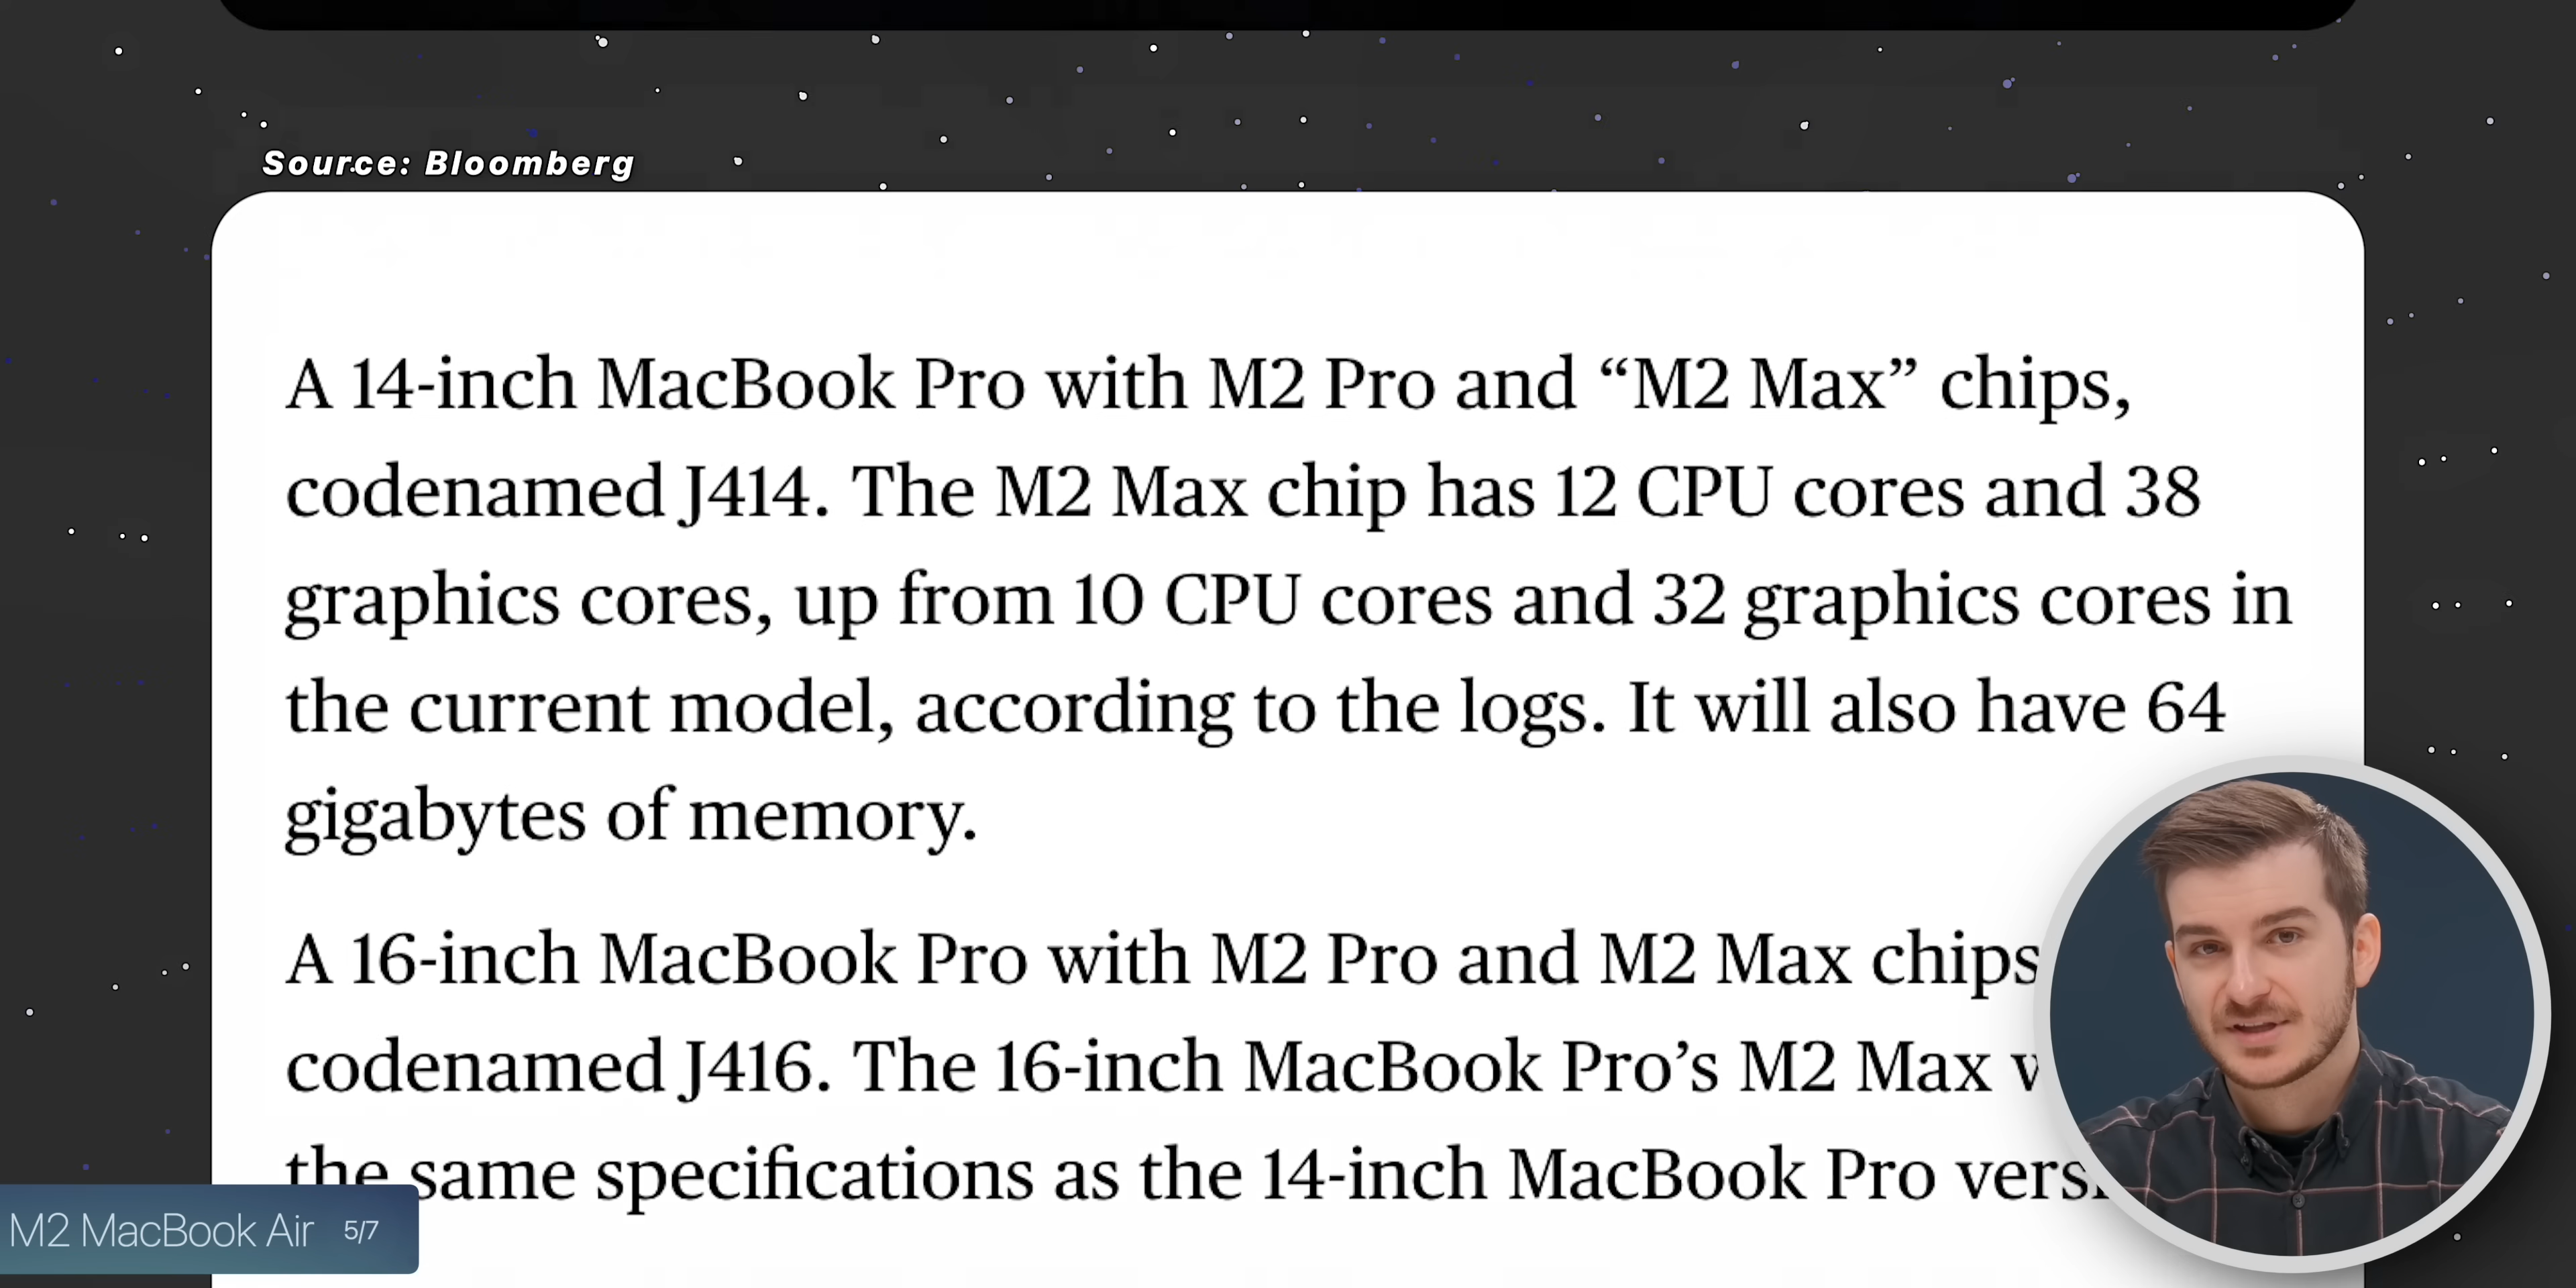 Source: Bloomberg
A 14-inch MacBook Pro with M2 Pro and “M2 Max” chips,
codenamed J414. The M2 Max chip has 12 CPU cores and 38
graphics cores, up from 10 CPU cores and 32 graphics cores in
the current model, according to the logs. It will also have 64
gigabytes of memory.
A 16-inch MacBook Pro with M2 Pro and M2 Max chips
codenamed J416. The 16-inch MacBook Pro’s M2 Max
the same specifications as the 14-inch MacBook Pro
M2 MacBook Air 5/7